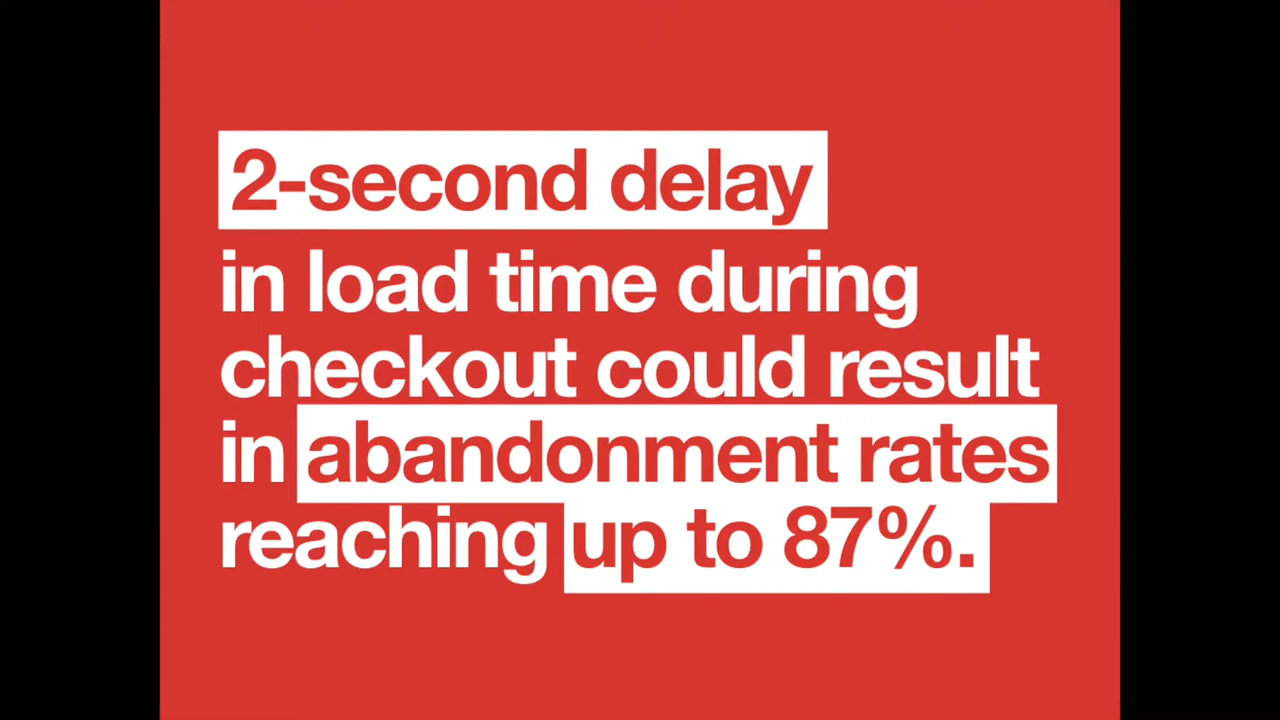 2-second delay
in load time during
checkout could result
in abandonment rates
reaching up to 87%.